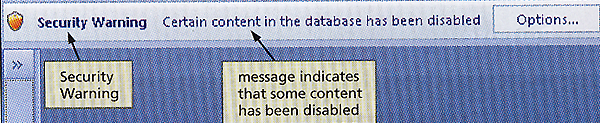 Security Warning Certain content in the database has been disabled Options...
»
Security
Warning
message indicates
that some content
has been disabled